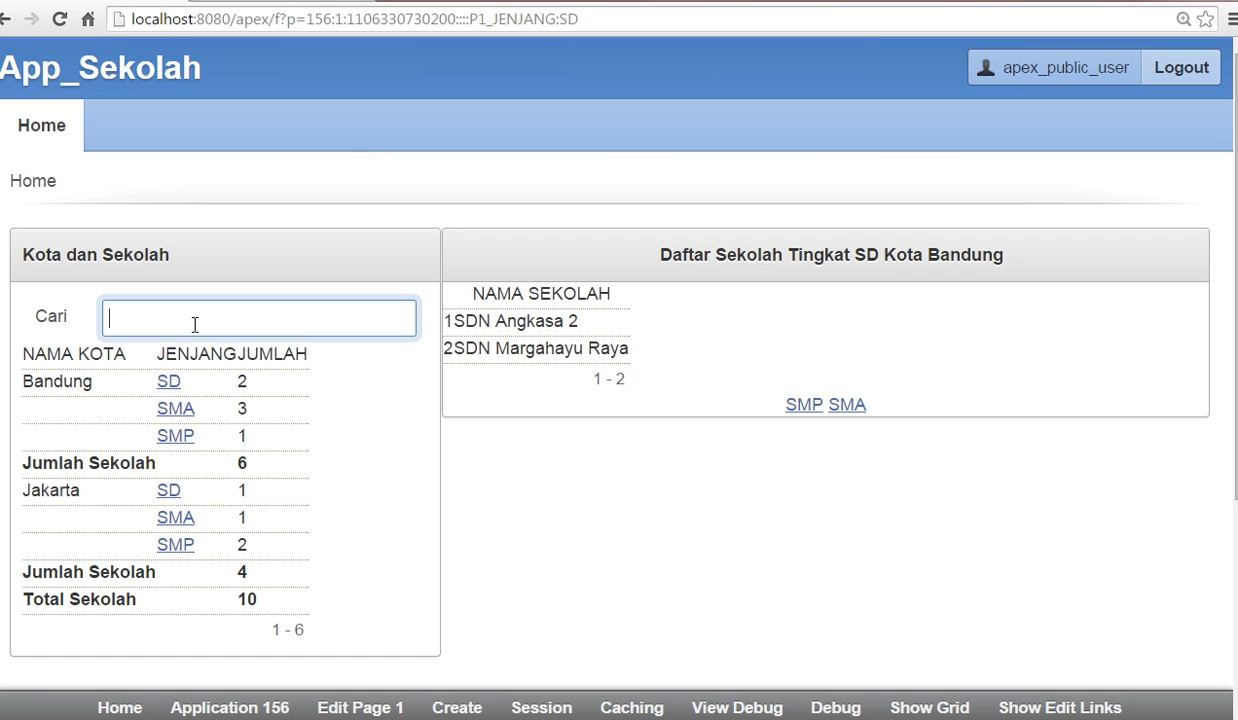 localhost:8080/apex/f?p=156:1:1106330730200::::P1_JENJANG:SD
App_Sekolah
apex_public_user Logout
Home
Home
Kota dan Sekolah
Cari
NAMA KOTA JENJANG JUMLAH
Bandung SD 2
SMA 3
SMP 1
Jumlah Sekolah 6
Jakarta SD 1
SMA 1
SMP 2
Jumlah Sekolah 4
Total Sekolah 10
1 - 6
Daftar Sekolah Tingkat SD Kota Bandung
NAMA SEKOLAH
1SDN Angkasa 2
2SDN Margahayu Raya
1 - 2
SMP SMA
Home Application 156 Edit Page 1 Create Session Caching View Debug Debug Show Grid Show Edit Links